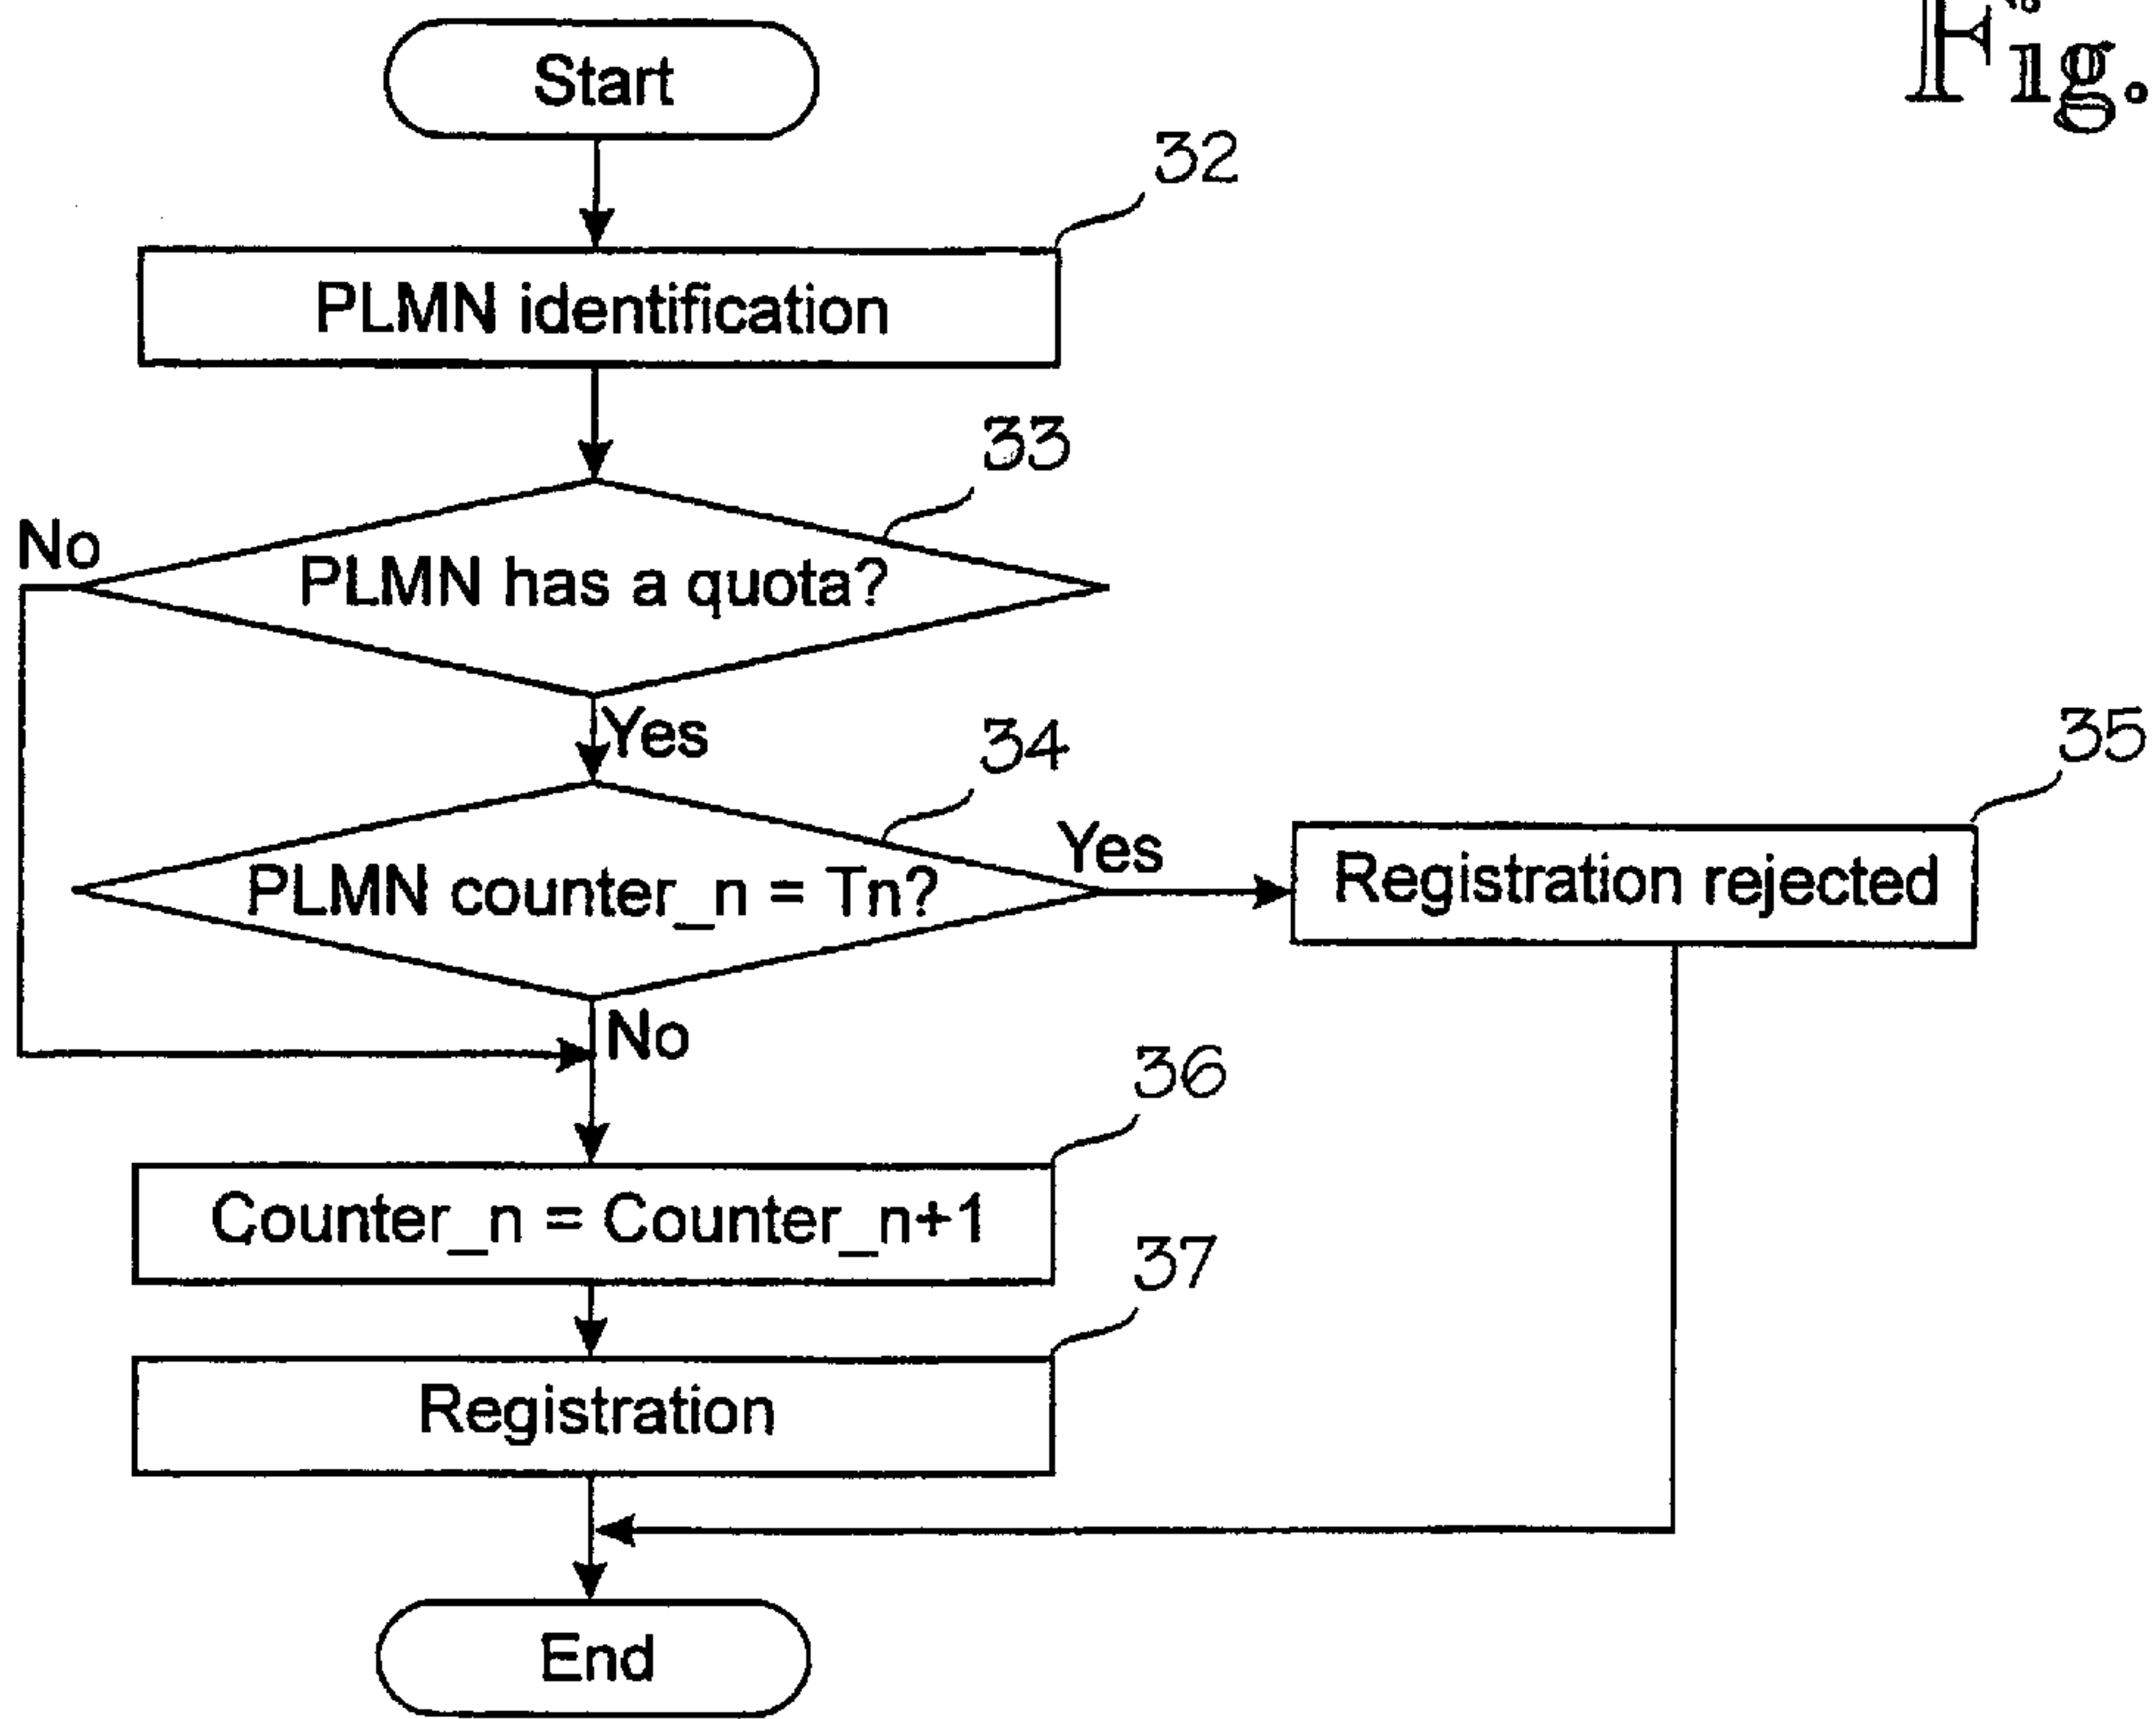 Fig.
Start
32
PLMN identification
33
No
PLMN has a quota?
Yes
34
35
Yes
PLMN counter_n = Tn?
Registration rejected
No
36
Counter_n = Counter_n+1
37
Registration
End